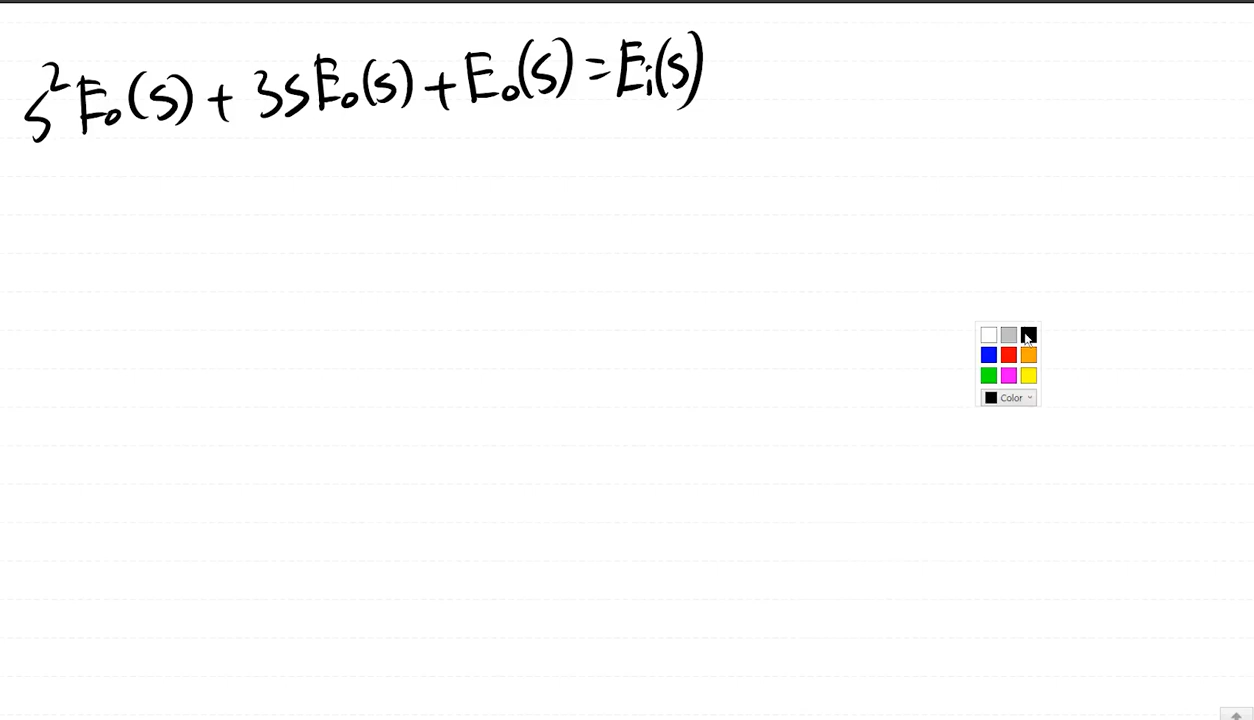 s²E₀(s) + 3sE₀(s) + E₀(s) = Eᵢ(s)
Color